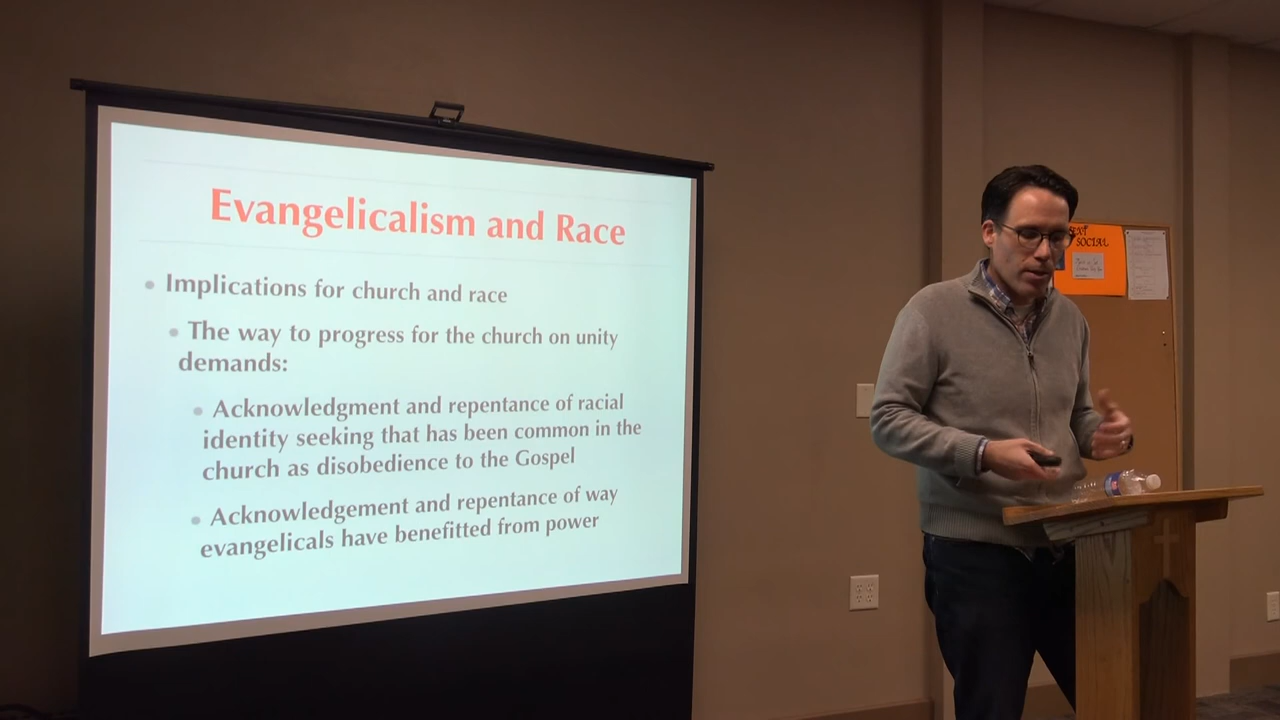 Evangelicalism and Race
Implications for church and race
The way to progress for the church on unity
demands:
Acknowledgment and repentance of racial
identity seeking that has been common in the
church as disobedience to the Gospel
Acknowledgement and repentance of way
evangelicals have benefitted from power
SOCIAL